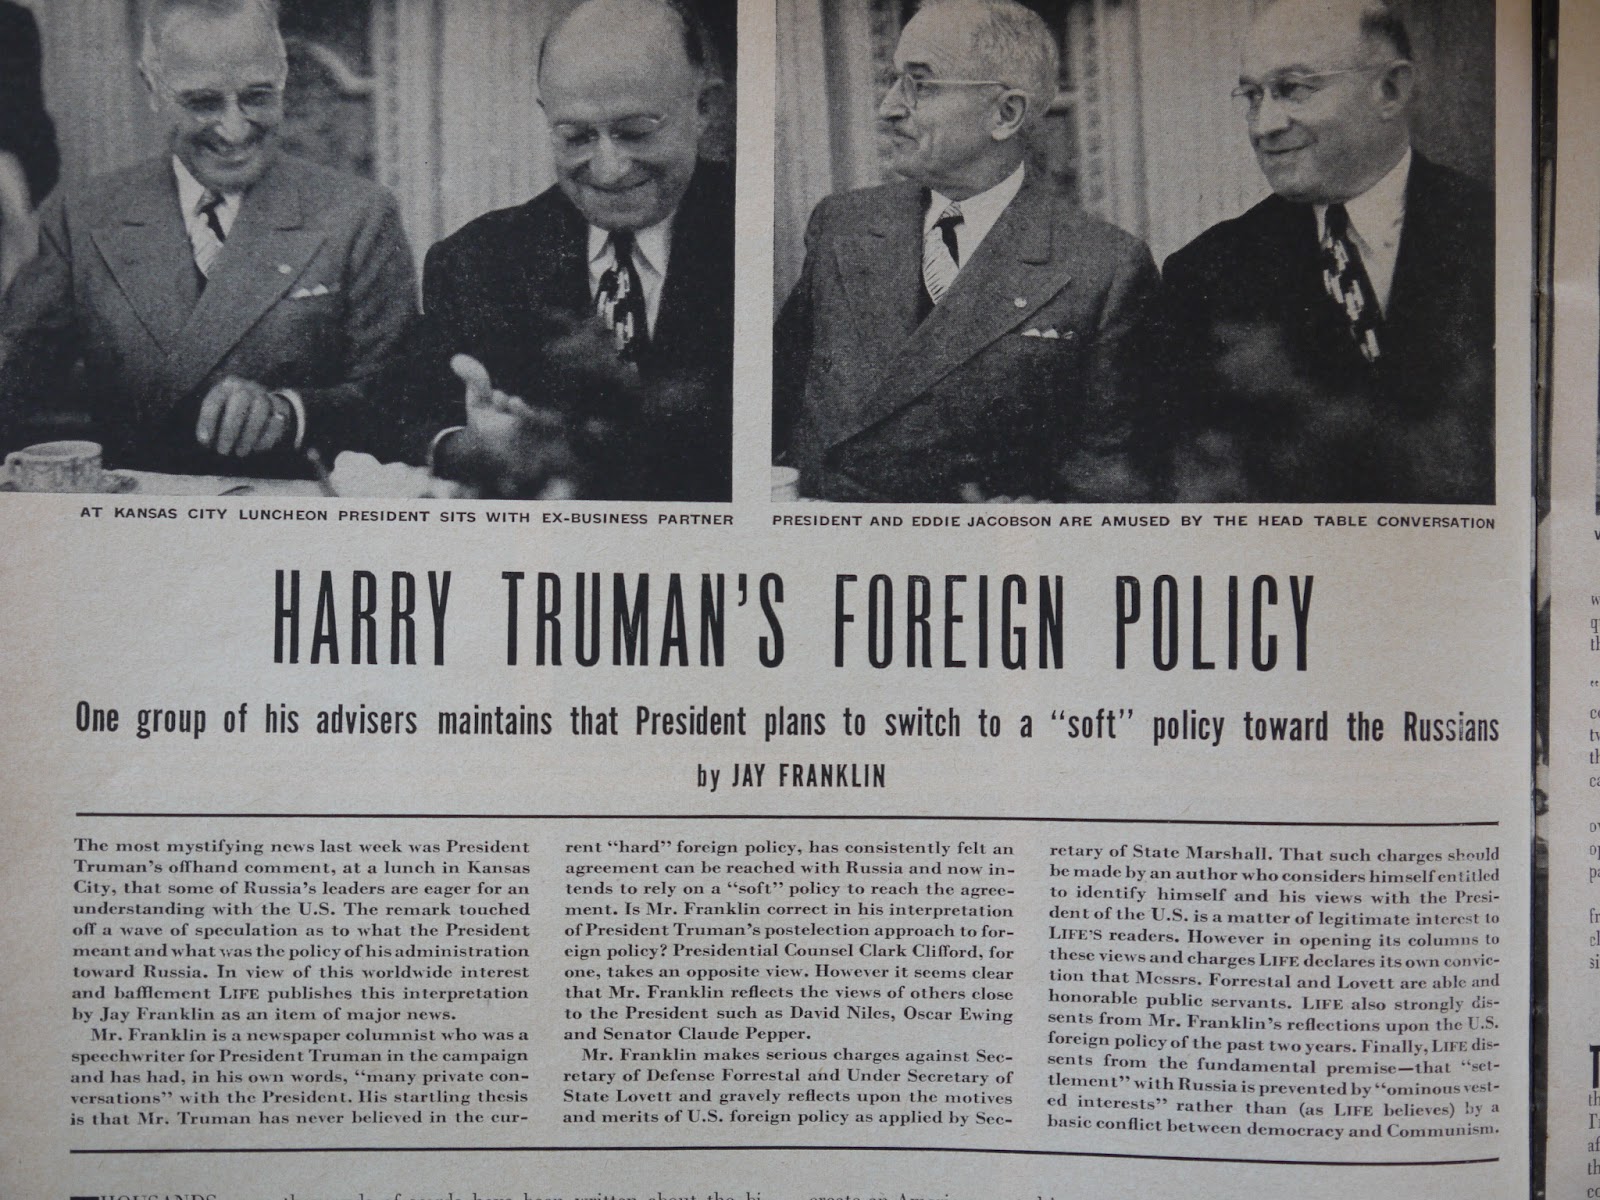 AT KANSAS CITY LUNCHEON PRESIDENT SITS WITH EX-BUSINESS PARTNER
PRESIDENT AND EDDIE JACOBSON ARE AMUSED BY THE HEAD TABLE CONVERSATION
HARRY TRUMAN'S FOREIGN POLICY
One group of his advisers maintains that President plans to switch to a "soft" policy toward the Russians
by JAY FRANKLIN
The most mystifying news last week was President
Truman's offhand comment, at a lunch in Kansas
City, that some of Russia's leaders are eager for an
understanding with the U.S. The remark touched
off a wave of speculation as to what the President
meant and what was the policy of his administration
toward Russia. In view of this worldwide interest
and bafflement LIFE publishes this interpretation
by Jay Franklin as an item of major news.
Mr. Franklin is a newspaper columnist who was a
speechwriter for President Truman in the campaign
and has had, in his own words, "many private con-
versations" with the President. His startling thesis
is that Mr. Truman has never believed in the cur-
rent "hard" foreign policy, has consistently felt an
agreement can be reached with Russia and now in-
tends to rely on a "soft" policy to reach the agree-
ment. Is Mr. Franklin correct in his interpretation
of President Truman's postelection approach to for-
eign policy? Presidential Counsel Clark Clifford, for
one, takes an opposite view. However it seems clear
that Mr. Franklin reflects the views of others close
to the President such as David Niles, Oscar Ewing
and Senator Claude Pepper.
Mr. Franklin makes serious charges against Sec-
retary of Defense Forrestal and Under Secretary of
State Lovett and gravely reflects upon the motives
and merits of U.S. foreign policy as applied by Sec-
retary of State Marshall. That such charges should
be made by an author who considers himself entitled
to identify himself and his views with the Presi-
dent of the U.S. is a matter of legitimate interest to
LIFE'S readers. However in opening its columns to
these views and charges LIFE declares its own convic-
tion that Messrs. Forrestal and Lovett are able and
honorable public servants. LIFE also strongly dis-
sents from Mr. Franklin's reflections upon the U.S.
foreign policy of the past two years. Finally, LIFE dis-
sents from the fundamental premise—that "set-
tlement" with Russia is prevented by "ominous vest-
ed interests" rather than (as LIFE believes) by a
basic conflict between democracy and Communism.